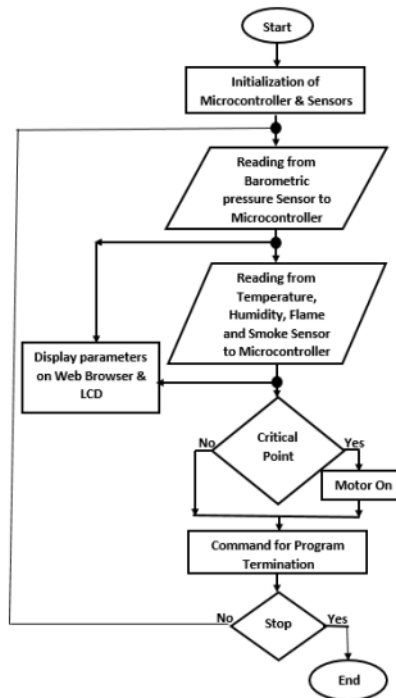 Start
Initialization of
Microcontroller & Sensors
Reading from
Barometric
pressure Sensor to
Microcontroller
Reading from
Temperature,
Humidity, Flame
and Smoke Sensor
to Microcontroller
Display parameters
on Web Browser &
LCD
Critical
Point
No
Yes
Motor On
Command for Program
Termination
Stop
No
Yes
End